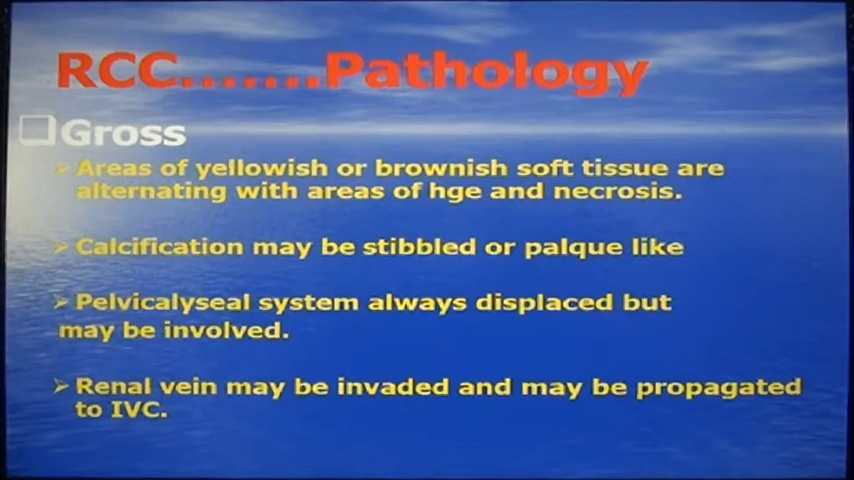 RCC.......Pathology
Gross
Areas of yellowish or brownish soft tissue are
alternating with areas of hge and necrosis.
Calcification may be stibbled or palque like
Pelvicalyseal system always displaced but
may be involved.
Renal vein may be invaded and may be propagated
to IVC.